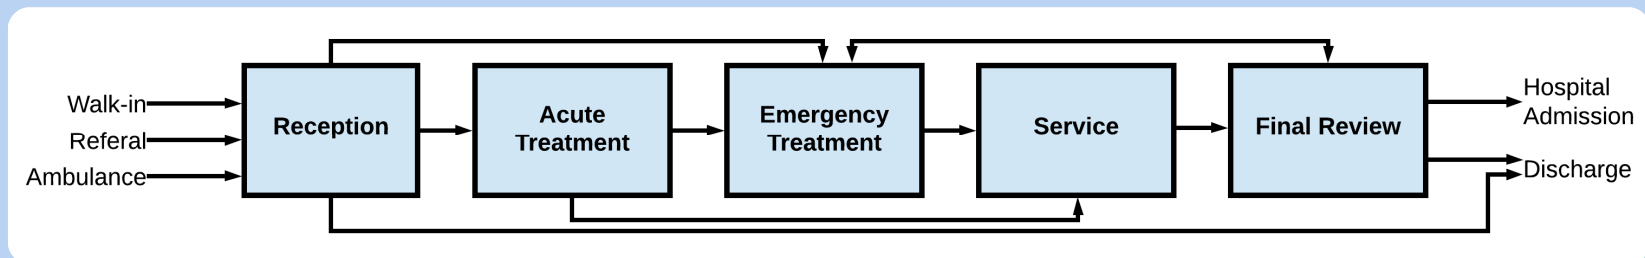 Walk-in
Referal
Ambulance
Reception
Acute
Treatment
Emergency
Treatment
Service
Final Review
Hospital
Admission
Discharge